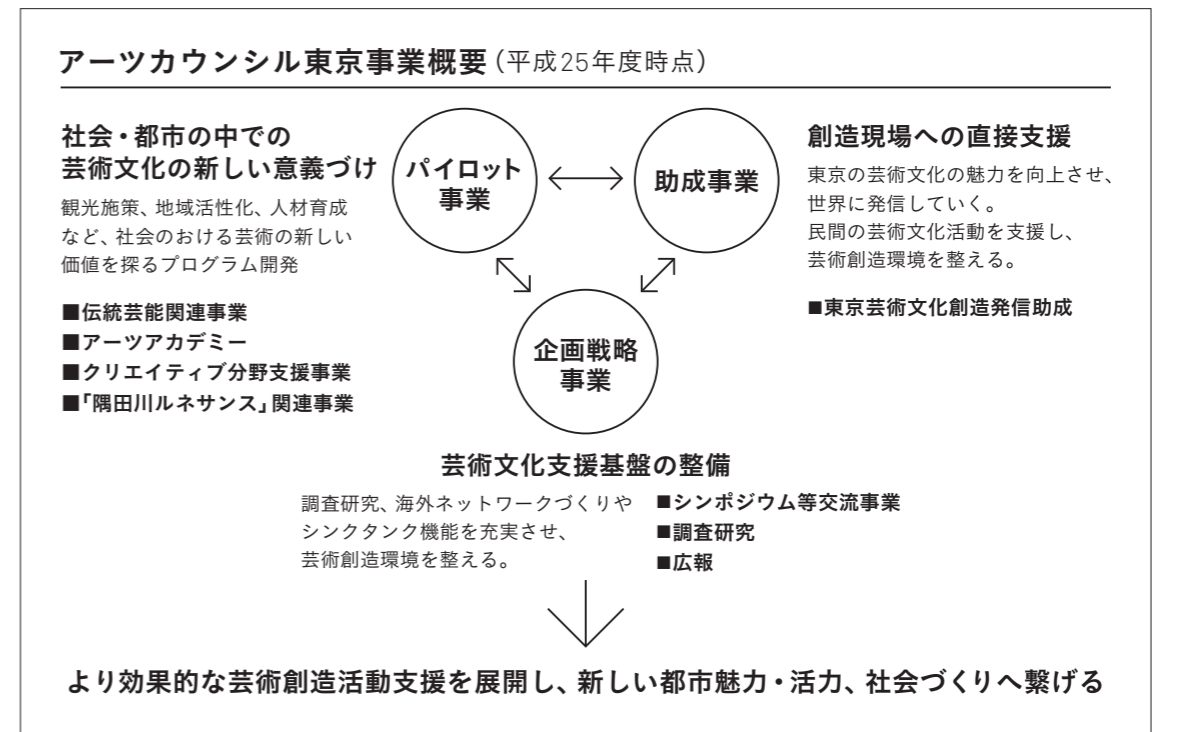 アーツカウンシル東京事業概要(平成25年度時点)
社会・都市の中での
芸術文化の新しい意義づけ
観光施策、地域活性化、人材育成
など、社会のおける芸術の新しい
価値を探るプログラム開発
■伝統芸能関連事業
■アーツアカデミー
■クリエイティブ分野支援事業
■「隅田川ルネサンス」関連事業
パイロット
事業
助成事業
創造現場への直接支援
東京の芸術文化の魅力を向上させ、
世界に発信していく。
民間の芸術文化活動を支援し、
芸術創造環境を整える。
■東京芸術文化創造発信助成
企画戦略
事業
芸術文化支援基盤の整備
調査研究、海外ネットワークづくりや
シンクタンク機能を充実させ、
芸術創造環境を整える。
■シンポジウム等交流事業
■調査研究
■広報
より効果的な芸術創造活動支援を展開し、新しい都市魅力・活力、社会づくりへ繋げる